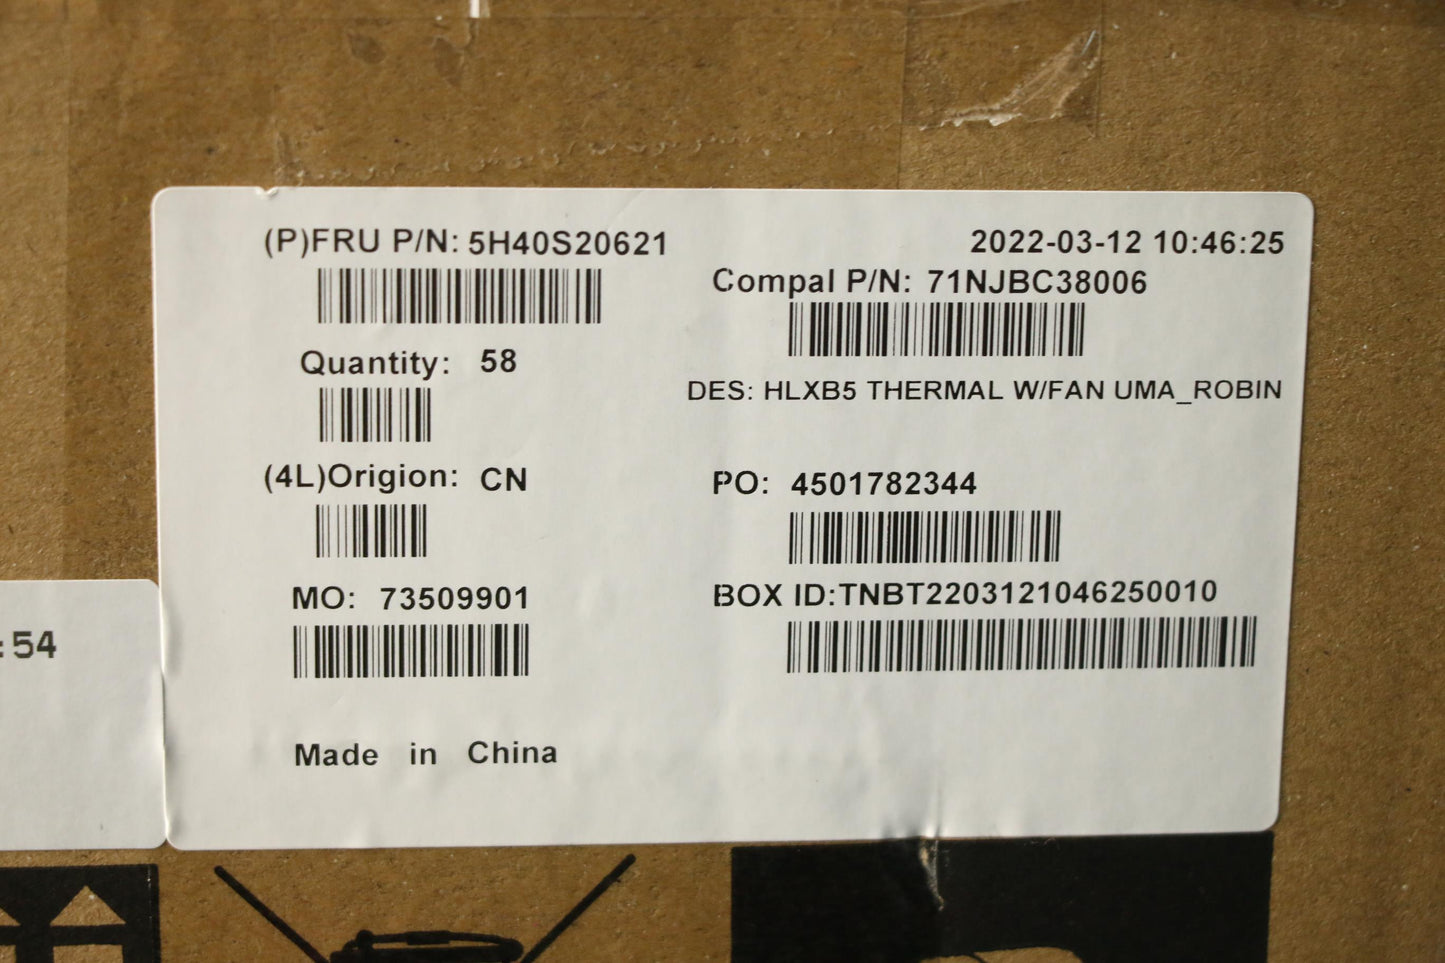 (P)FRU P/N: 5H40S20621
2022-03-12 10:46:25
Compal P/N: 71NJBC38006
Quantity: 58
DES: HLXB5 THERMAL W/FAN UMA_ROBIN
(4L)Origion: CN
PO: 4501782344
MO: 73509901
BOX ID:TNBT2203121046250010
:54
Made in China